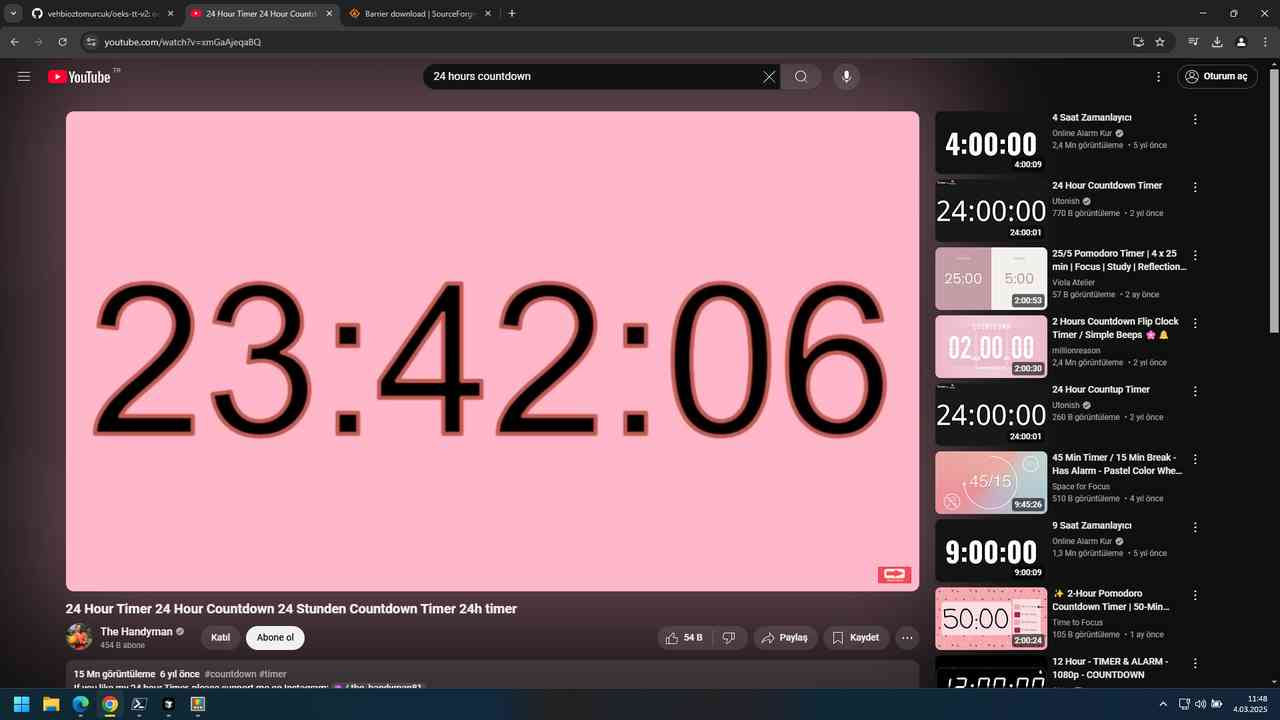 vehbioztomurcuk/oeks-tt-v2:
24 Hour Timer 24 Hour Countd
Barrier download | SourceForg
youtube.com/watch?v=xmGaAjeqaBQ
YouTube TR
24 hours countdown
Oturum aç
23:42:06
24 Hour Timer 24 Hour Countdown 24 Stunden Countdown Timer 24h timer
The Handyman
454 B abone
Katıl
Abone ol
54 B
Paylaş
Kaydet
15 Mn görüntüleme 6 yıl önce #countdown #timer
If you like my 24 hour Timer, please support me on Instagram: / the_handyman81
4:00:00
4:00:09
4 Saat Zamanlayıcı
Online Alarm Kur
2,4 Mn görüntüleme • 5 yıl önce
24:00:00
24:00:01
24 Hour Countdown Timer
Utonish
770 B görüntüleme • 2 yıl önce
25:00
5:00
2:00:53
25/5 Pomodoro Timer | 4 x 25
min | Focus | Study | Reflection...
Viola Atelier
57 B görüntüleme • 2 ay önce
COUNTDOWN
02:00:00
2:00:30
2 Hours Countdown Flip Clock
Timer / Simple Beeps 🌸 🔔
millionreason
2,4 Mn görüntüleme • 2 yıl önce
24:00:00
24:00:01
24 Hour Countup Timer
Utonish
260 B görüntüleme • 2 yıl önce
45/15
9:45:26
45 Min Timer / 15 Min Break -
Has Alarm - Pastel Color Whe...
Space for Focus
510 B görüntüleme • 4 yıl önce
9:00:00
9:00:09
9 Saat Zamanlayıcı
Online Alarm Kur
1,3 Mn görüntüleme • 5 yıl önce
50:00
2:00:24
✨ 2-Hour Pomodoro
Countdown Timer | 50-Min...
Time to Focus
105 B görüntüleme • 1 ay önce
12:00:00
12 Hour - TIMER & ALARM -
1080p - COUNTDOWN
11:48
4.03.2025